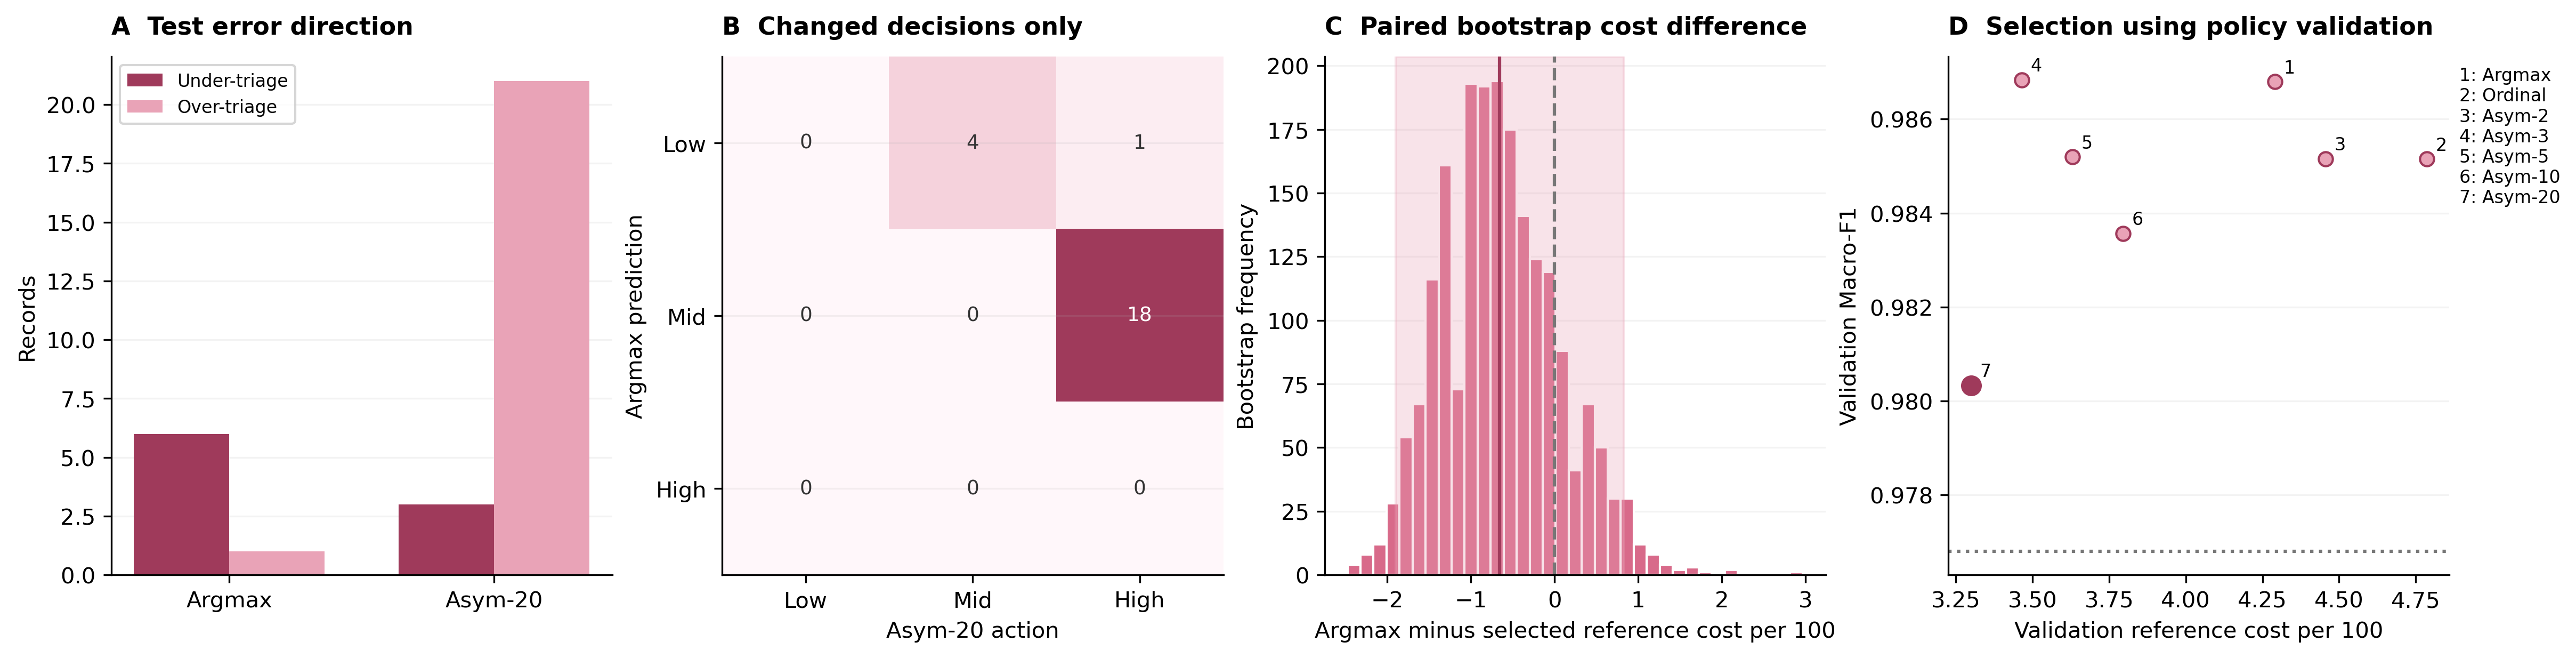 A Test error direction
Under-triage
Over-triage
20.0
17.5
15.0
12.5
10.0
7.5
5.0
2.5
0.0
Records
Argmax
Asym-20
B Changed decisions only
Argmax prediction
Low
Mid
High
0
4
1
0
0
18
0
0
0
Low
Mid
High
Asym-20 action
C Paired bootstrap cost difference
200
175
150
125
100
75
50
25
0
Bootstrap frequency
−2
−1
0
1
2
3
Argmax minus selected reference cost per 100
D Selection using policy validation
0.986
0.984
0.982
0.980
0.978
Validation Macro-F1
4
1
5
3
2
6
7
3.25
3.50
3.75
4.00
4.25
4.50
4.75
Validation reference cost per 100
1: Argmax
2: Ordinal
3: Asym-2
4: Asym-3
5: Asym-5
6: Asym-10
7: Asym-20